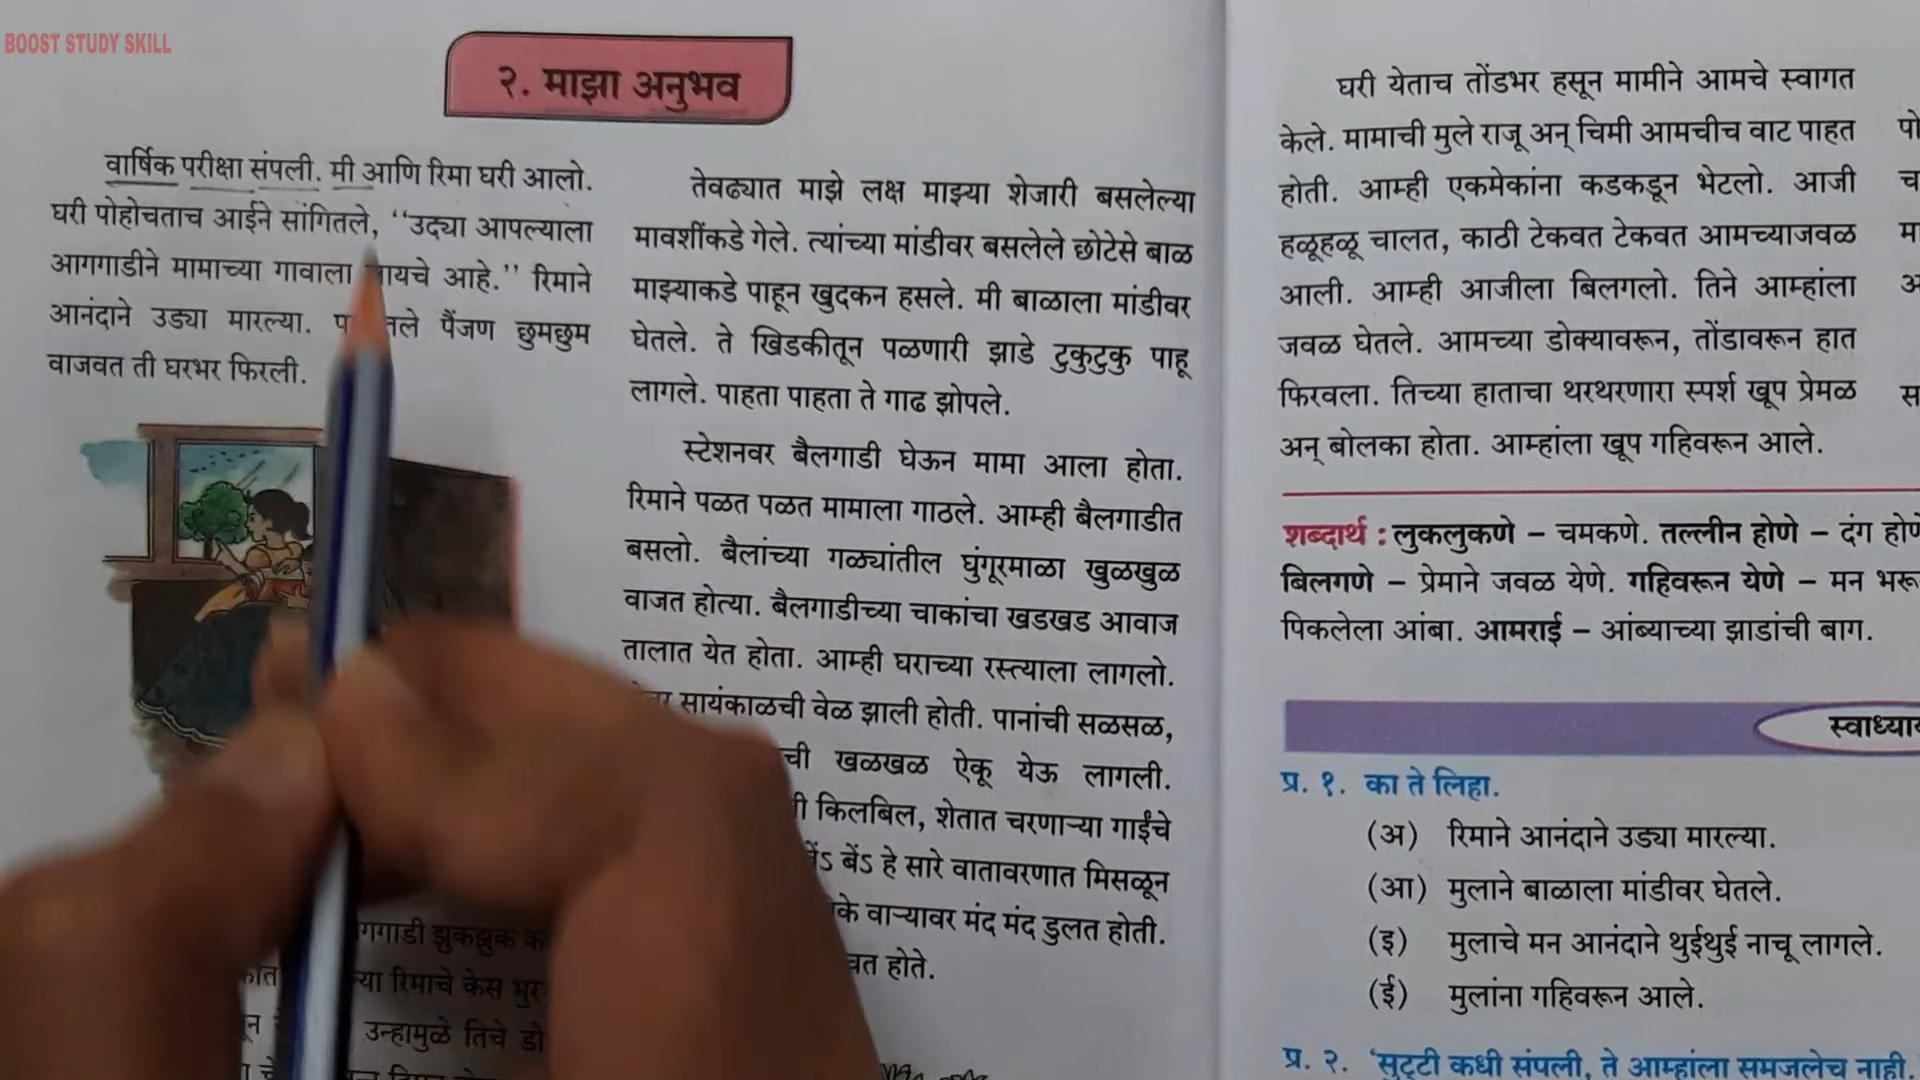 BOOST STUDY SKILL
२. माझा अनुभव
वार्षिक परीक्षा संपली. मी आणि रिमा घरी आलो.
घरी पोहोचताच आईने सांगितले, ‘‘उद्या आपल्याला
आगगाडीने मामाच्या गावाला आहे.’’ रिमाने
आनंदाने उड्या मारल्या. पैंजण छुमछुम
वाजवत ती घरभर फिरली.
झुकझुक
रिमाचे केस
उन्हामुळे तिचे
तेवढ्यात माझे लक्ष माझ्या शेजारी बसलेल्या
मावशींकडे गेले. त्यांच्या मांडीवर बसलेले छोटेसे बाळ
माझ्याकडे पाहून खुदकन हसले. मी बाळाला मांडीवर
घेतले. ते खिडकीतून पळणारी झाडे टुकुटुकु पाहू
लागले. पाहता पाहता ते गाढ झोपले.
स्टेशनवर बैलगाडी घेऊन मामा आला होता.
रिमाने पळत पळत मामाला गाठले. आम्ही बैलगाडीत
बसलो. बैलांच्या गळ्यांतील घुंगूरमाळा खुळखुळ
वाजत होत्या. बैलगाडीच्या चाकांचा खडखड आवाज
तालात येत होता. आम्ही घराच्या रस्त्याला लागलो.
सायंकाळची वेळ झाली होती. पानांची सळसळ,
खळखळ ऐकू येऊ लागली.
किलबिल, शेतात चरणाऱ्या गाईंचे
बेंऽ हे सारे वातावरणात मिसळून
वाऱ्यावर मंद मंद डुलत होती.
होते.
घरी येताच तोंडभर हसून मामीने आमचे स्वागत
केले. मामाची मुले राजू अन् चिमी आमचीच वाट पाहत
होती. आम्ही एकमेकांना कडकडून भेटलो. आजी
हळूहळू चालत, काठी टेकवत टेकवत आमच्याजवळ
आली. आम्ही आजीला बिलगलो. तिने आम्हांला
जवळ घेतले. आमच्या डोक्यावरून, तोंडावरून हात
फिरवला. तिच्या हाताचा थरथरणारा स्पर्श खूप प्रेमळ
अन् बोलका होता. आम्हांला खूप गहिवरून आले.
शब्दार्थ : लुकलुकणे – चमकणे. तल्लीन होणे – दंग
बिलगणे – प्रेमाने जवळ येणे. गहिवरून येणे – मन
पिकलेला आंबा. आमराई – आंब्याच्या झाडांची बाग.
प्र. १. का ते लिहा.
(अ) रिमाने आनंदाने उड्या मारल्या.
(आ) मुलाने बाळाला मांडीवर घेतले.
(इ) मुलाचे मन आनंदाने थुईथुई नाचू लागले.
(ई) मुलांना गहिवरून आले.
प्र. २. ‘सुट्टी कधी संपली, ते आम्हांला समजलेच नाही.